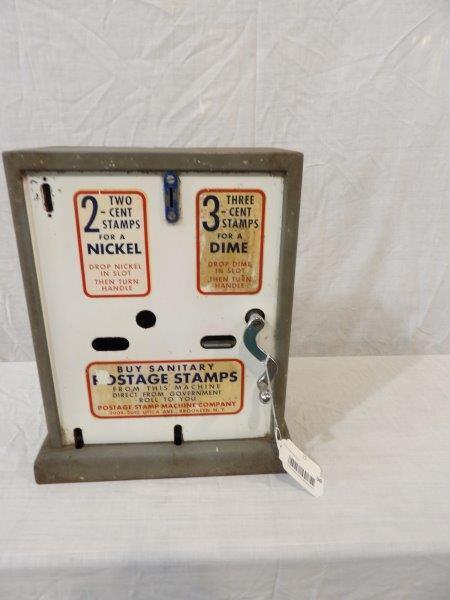 2- TWO CENT STAMPS
FOR A
NICKEL
DROP NICKEL
IN SLOT
THEN TURN
HANDLE
3- THREE CENT STAMPS
FOR A
DIME
DROP DIME
IN SLOT
THEN TURN
HANDLE
BUY SANITARY
POSTAGE STAMPS
FROM THIS MACHINE
DIRECT FROM GOVERNMENT
ROLL TO YOU
POSTAGE STAMP MACHINE COMPANY
UTICA AVE., BROOKLYN, N.Y.